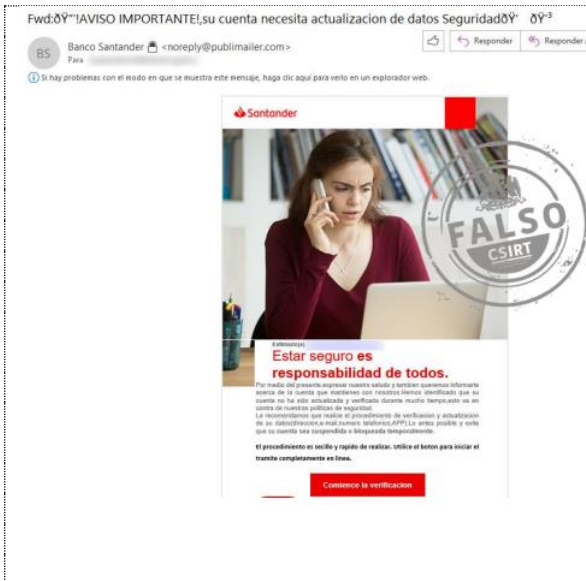 Fwd:ðŸ"'!AVISO IMPORTANTE!,su cuenta necesita actualizacion de datos SeguridadðŸ' ðŸ'³
BS
Banco Santander <noreply@publimailer.com>
Responder
Responder
Para
Si hay problemas con el modo en que se muestra este mensaje, haga clic aquí para verlo en un explorador web.
Santander
FALSO
CSIRT
Estimado(a)
Estar seguro es
responsabilidad de todos.
Por medio del presente,expresar nuestro saludo y tambien queremos informarte
acerca de la cuenta que mantienes con nosotros.Hemos identificado que su
cuenta no ha sido actualizada y verificada durante mucho tiempo,esto va en
contra de nuestras politicas de seguridad.
Le recomendamos que realice el procedimiento de verificacion y actualizacion
de su datos(direccion,e-mail,numero telefonico,APP).Lo antes posible y evite
que su cuenta sea suspendida o bloqueada temporalmente.
El procedimiento es secillo y rapido de realizar. Utilice el boton para iniciar el
tramite completamente en linea.
Comience la verificacion